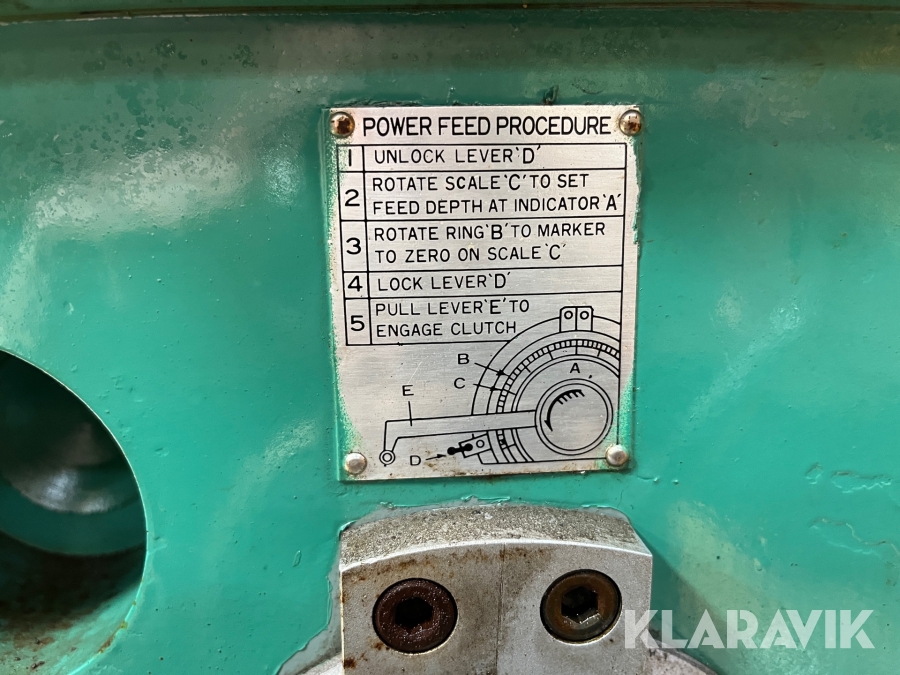 POWER FEED PROCEDURE
1 UNLOCK LEVER 'D'
2 ROTATE SCALE 'C' TO SET
FEED DEPTH AT INDICATOR 'A'
3 ROTATE RING 'B' TO MARKER
TO ZERO ON SCALE 'C'
4 LOCK LEVER 'D'
5 PULL LEVER 'E' TO
ENGAGE CLUTCH
B
A
C
E
D
KLARAVIK